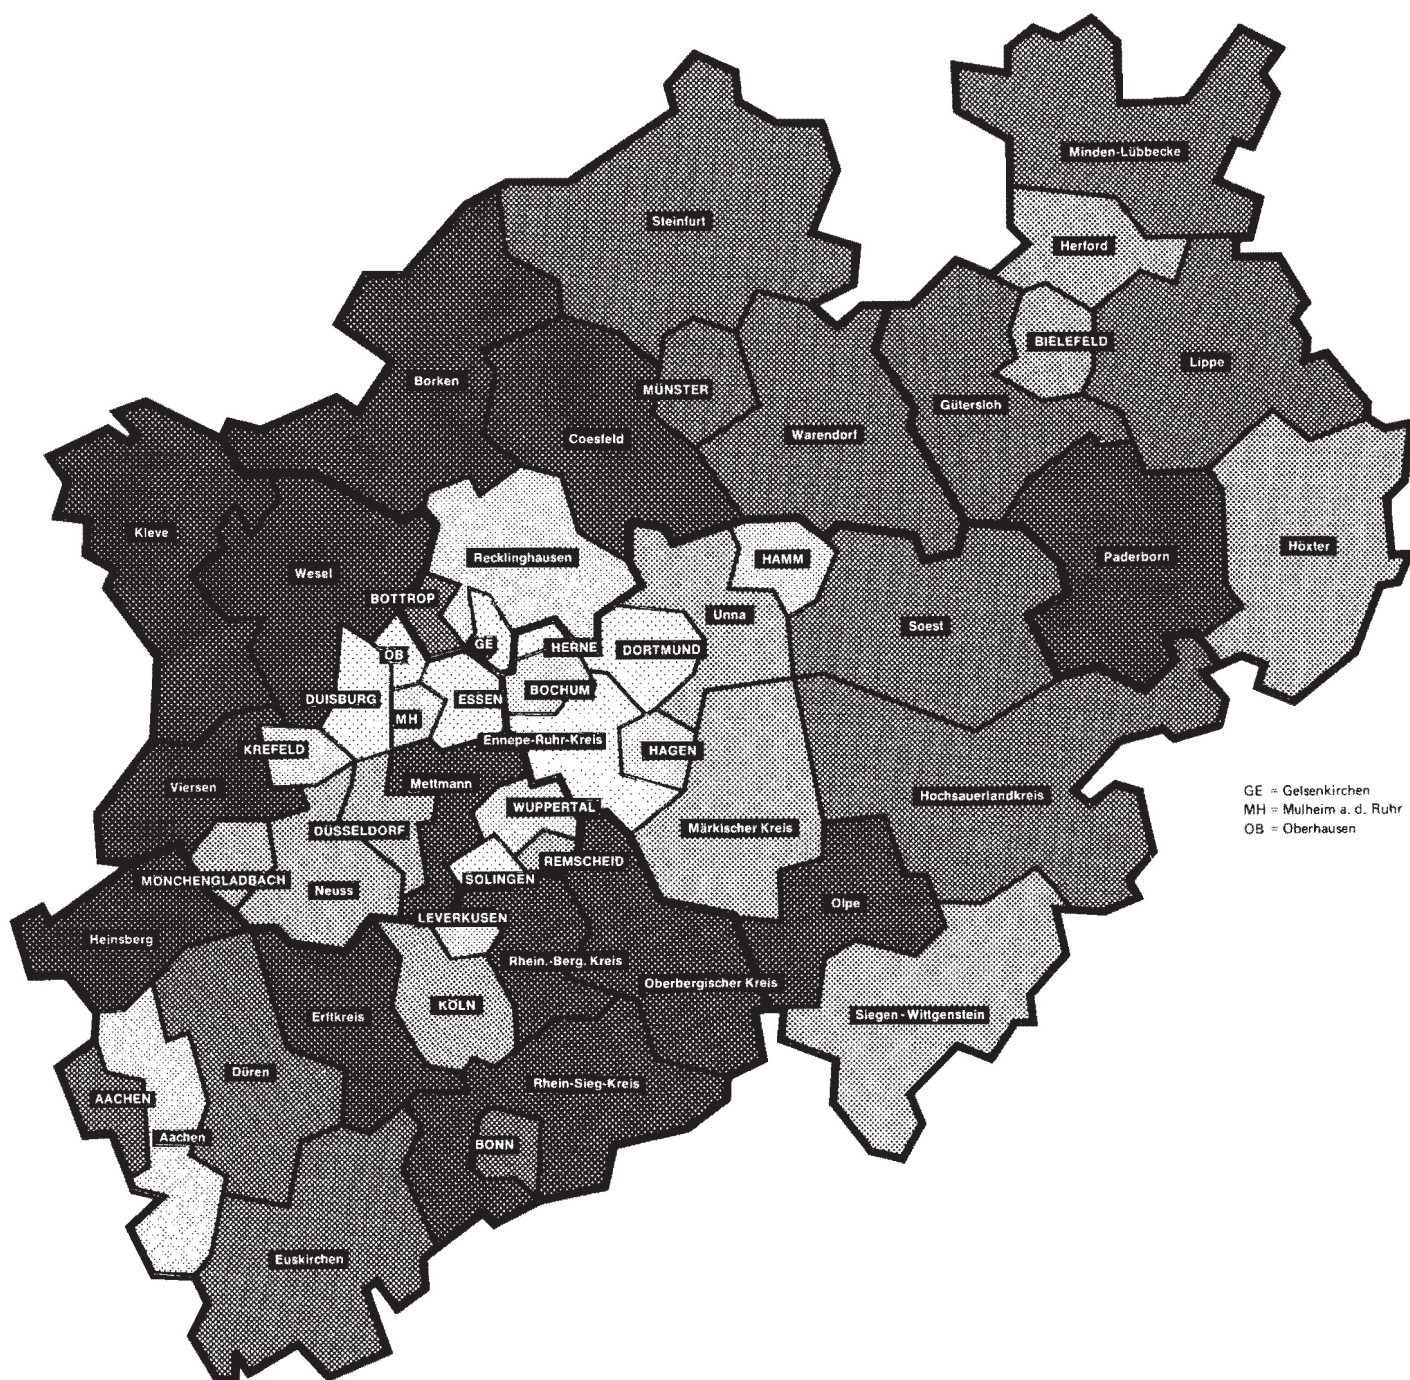 Minden-Lübbecke
Steinfurt
Herford
BIELEFELD
Lippe
Borken
MÜNSTER
Gütersloh
Coesfeld
Warendorf
Kleve
Recklinghausen
HAMM
Paderborn
Höxter
Wesel
BOTTROP
Unna
Soest
GE
HERNE
DORTMUND
OB
DUISBURG
ESSEN
BOCHUM
MH
KREFELD
Ennepe-Ruhr-Kreis
HAGEN
Viersen
Mettmann
Hochsauerlandkreis
GE = Gelsenkirchen
MH = Mulheim a. d. Ruhr
OB = Oberhausen
WUPPERTAL
DÜSSELDORF
Märkischer Kreis
REMSCHEID
MÖNCHENGLADBACH
Neuss
SOLINGEN
Olpe
LEVERKUSEN
Heinsberg
Rhein.-Berg. Kreis
Oberbergischer Kreis
Erftkreis
KÖLN
Siegen-Wittgenstein
Düren
Rhein-Sieg-Kreis
AACHEN
Aachen
BONN
Euskirchen